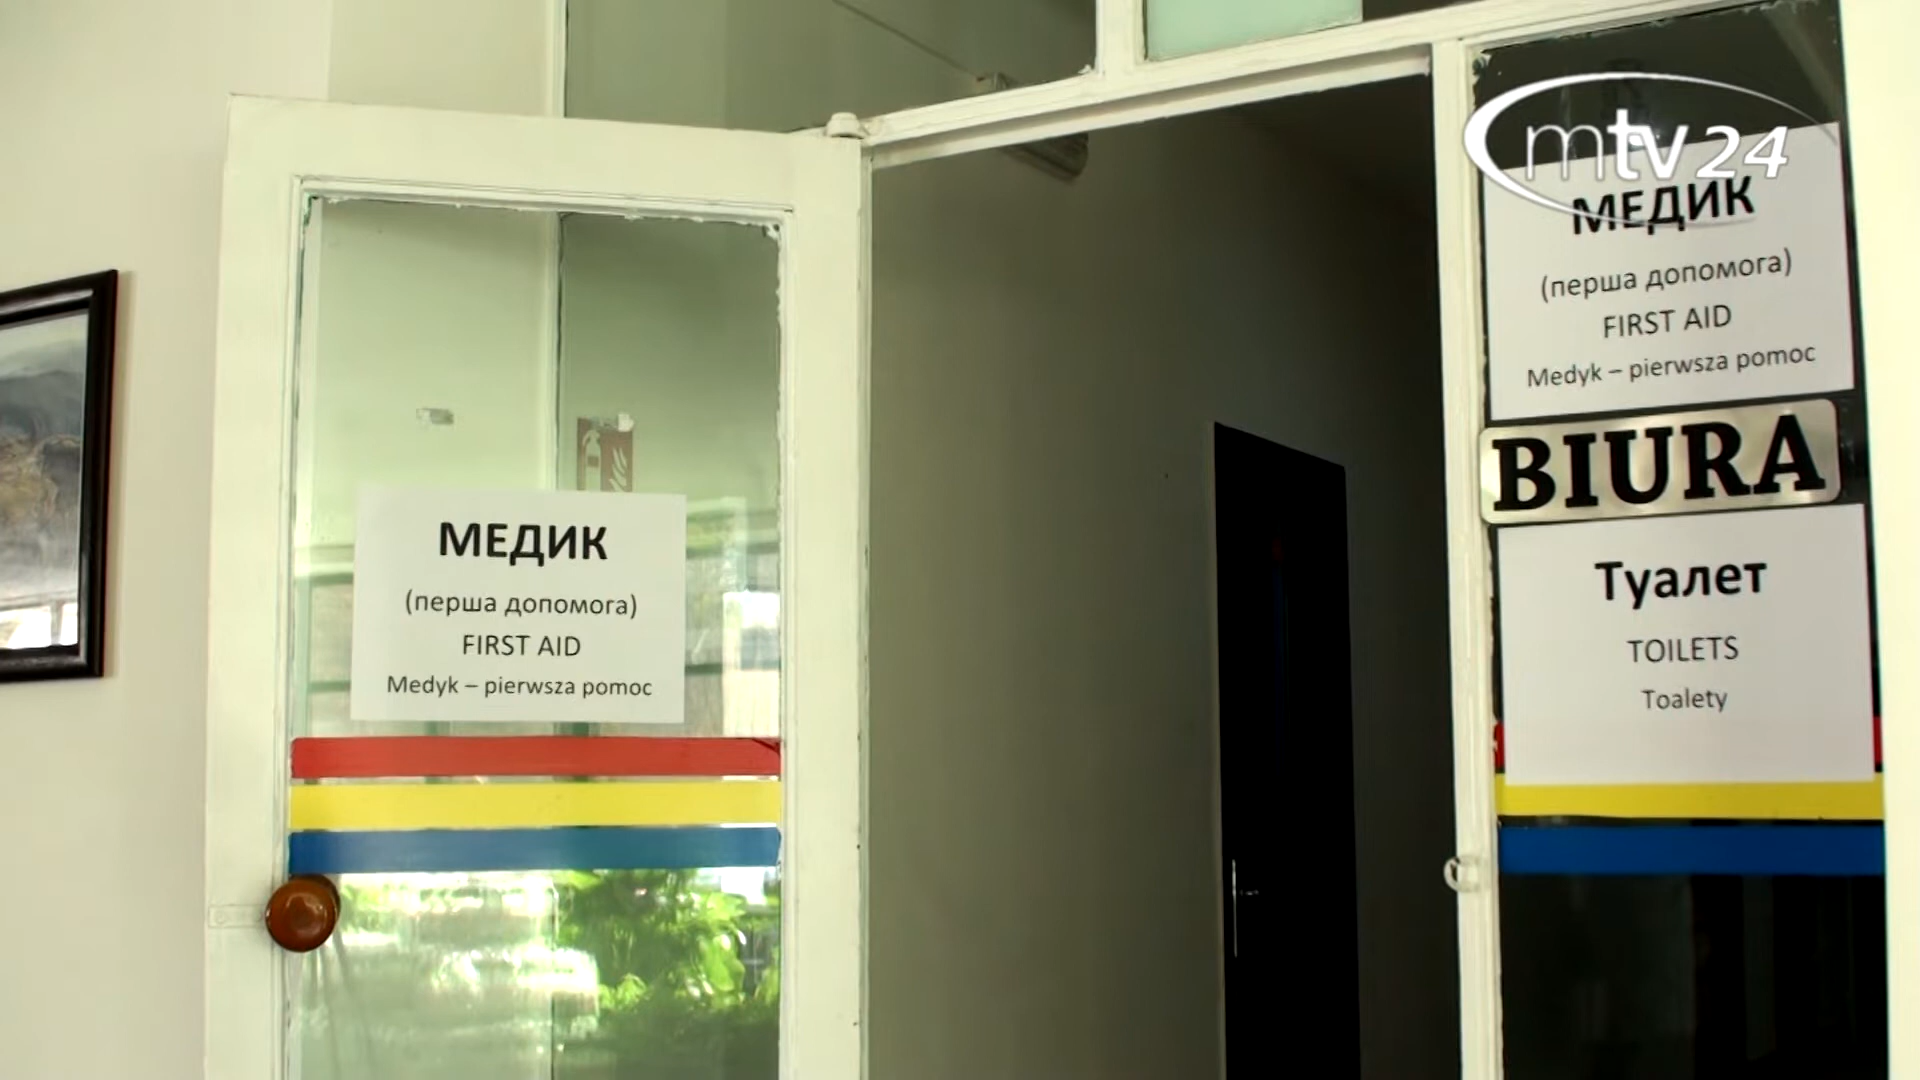 МЕДИК
(перша допомога)
FIRST AID
Medyk – pierwsza pomoc
mtv24
МЕДИК
(перша допомога)
FIRST AID
Medyk – pierwsza pomoc
BIURA
Туалет
TOILETS
Toalety